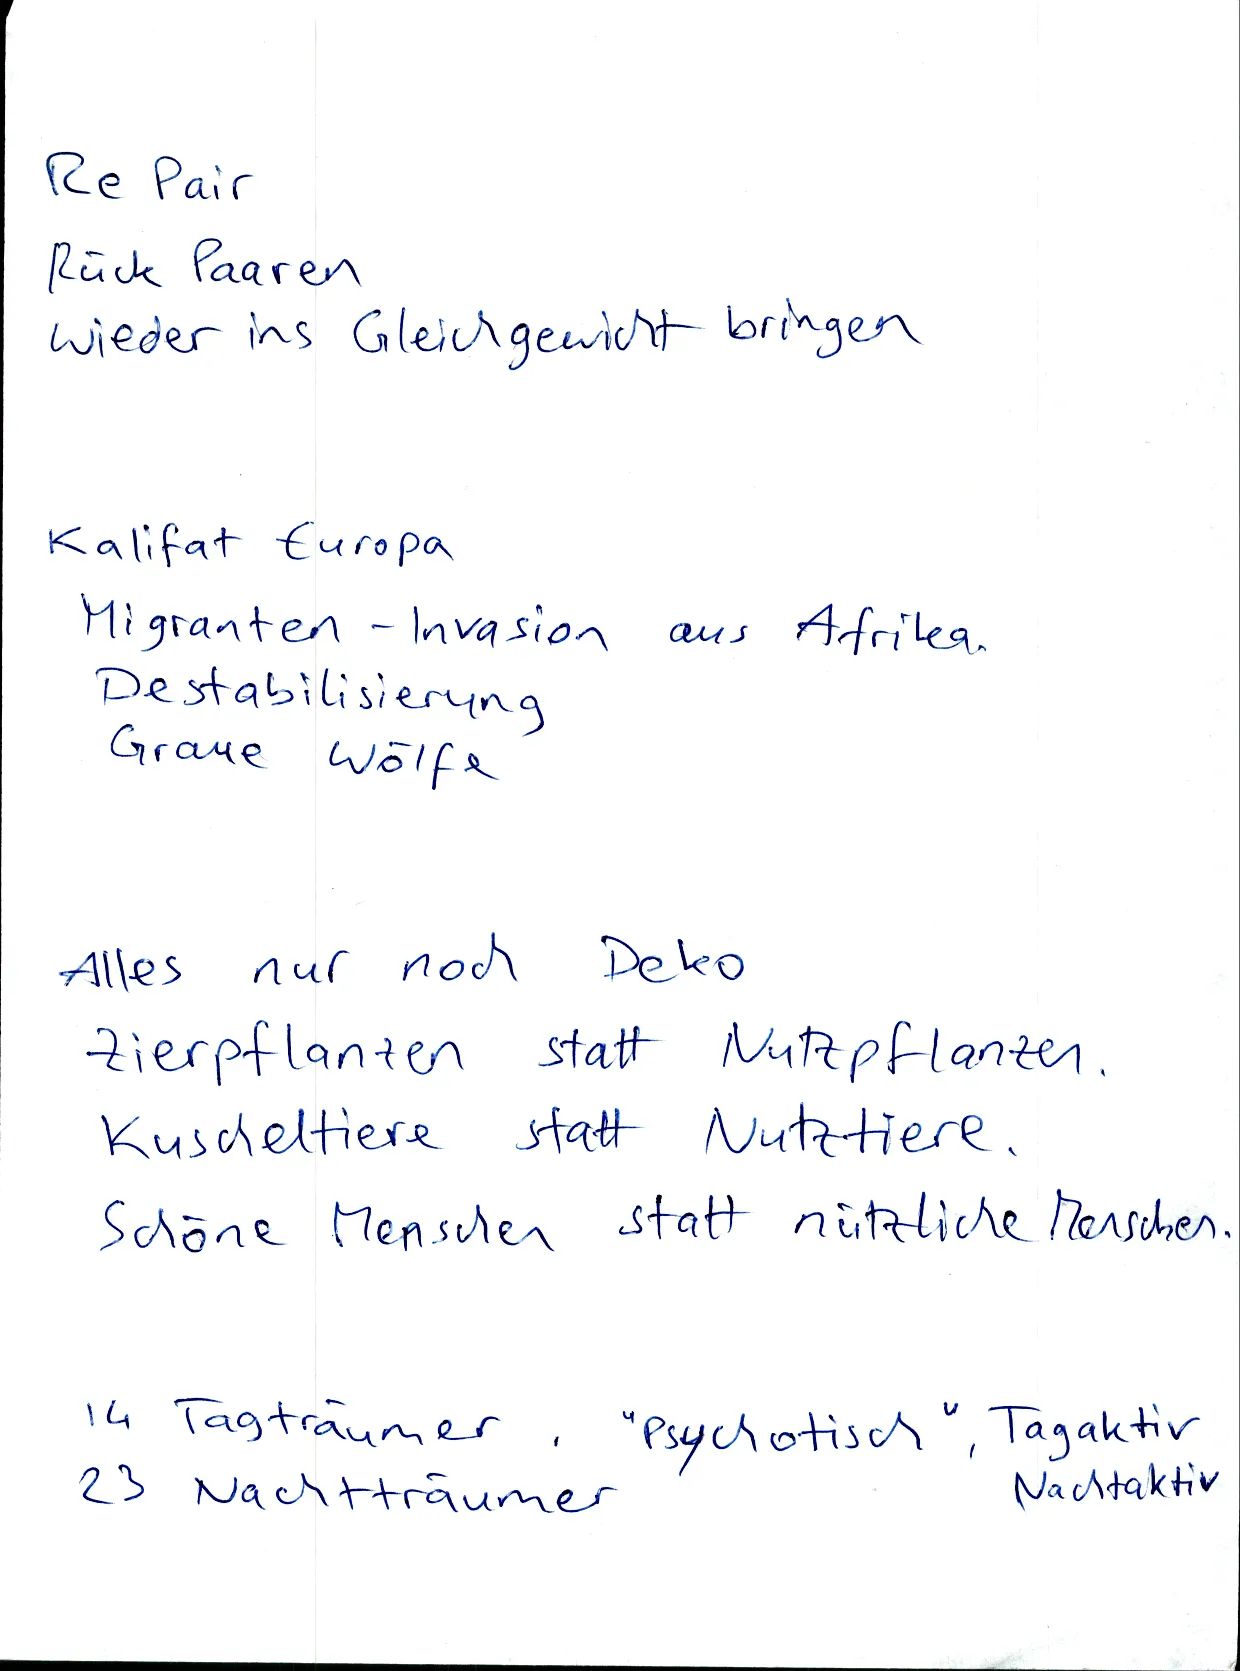 Re Pair
Rück Paaren
wieder ins Gleichgewicht bringen
Kalifat Europa
Migranten - Invasion aus Afrika.
Destabilisierung
Graue Wölfe
Alles nur noch Deko
Zierpflanzen statt Nutzpflanzen.
Kuscheltiere statt Nutztiere.
Schöne Menschen statt nützliche Menschen.
14 Tagträumer , "Psychotisch", Tagaktiv
23 Nachtträumer Nachtaktiv